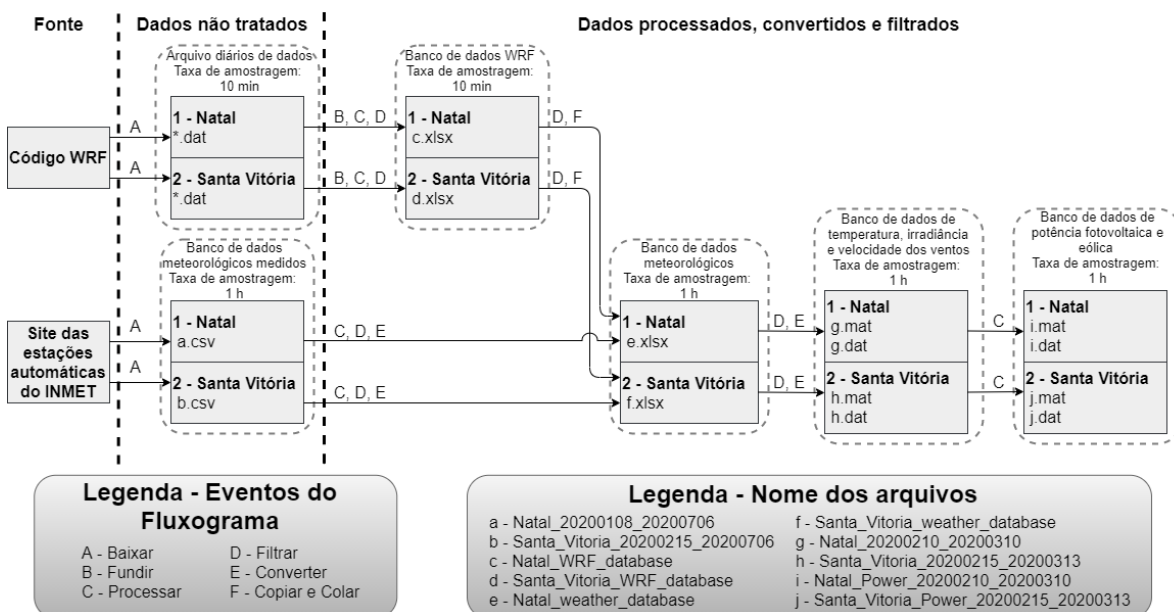 Fonte
Dados não tratados
Dados processados, convertidos e filtrados
Arquivo diários de dados
Taxa de amostragem:
10 min
1 - Natal
*.dat
2 - Santa Vitória
*.dat
Banco de dados WRF
Taxa de amostragem:
10 min
1 - Natal
c.xlsx
2 - Santa Vitória
d.xlsx
Código WRF
A
A
B, C, D
B, C, D
D, F
D, F
Banco de dados
meteorológicos medidos
Taxa de amostragem:
1 h
1 - Natal
a.csv
2 - Santa Vitória
b.csv
Site das
estações
automáticas
do INMET
A
A
C, D, E
C, D, E
Banco de dados
meteorológicos
Taxa de amostragem:
1 h
1 - Natal
e.xlsx
2 - Santa Vitória
f.xlsx
D, E
D, E
Banco de dados de
temperatura, irradiância
e velocidade dos ventos
Taxa de amostragem:
1 h
1 - Natal
g.mat
g.dat
2 - Santa Vitória
h.mat
h.dat
C
C
Banco de dados de
potência fotovoltaica e
eólica
Taxa de amostragem:
1 h
1 - Natal
i.mat
i.dat
2 - Santa Vitória
j.mat
j.dat
Legenda - Eventos do
Fluxograma
A - Baixar
B - Fundir
C - Processar
D - Filtrar
E - Converter
F - Copiar e Colar
Legenda - Nome dos arquivos
a - Natal_20200108_20200706
b - Santa_Vitoria_20200215_20200706
c - Natal_WRF_database
d - Santa_Vitoria_WRF_database
e - Natal_weather_database
f - Santa_Vitoria_weather_database
g - Natal_20200210_20200310
h - Santa_Vitoria_20200215_20200313
i - Natal_Power_20200210_20200310
j - Santa_Vitoria_Power_20200215_20200313